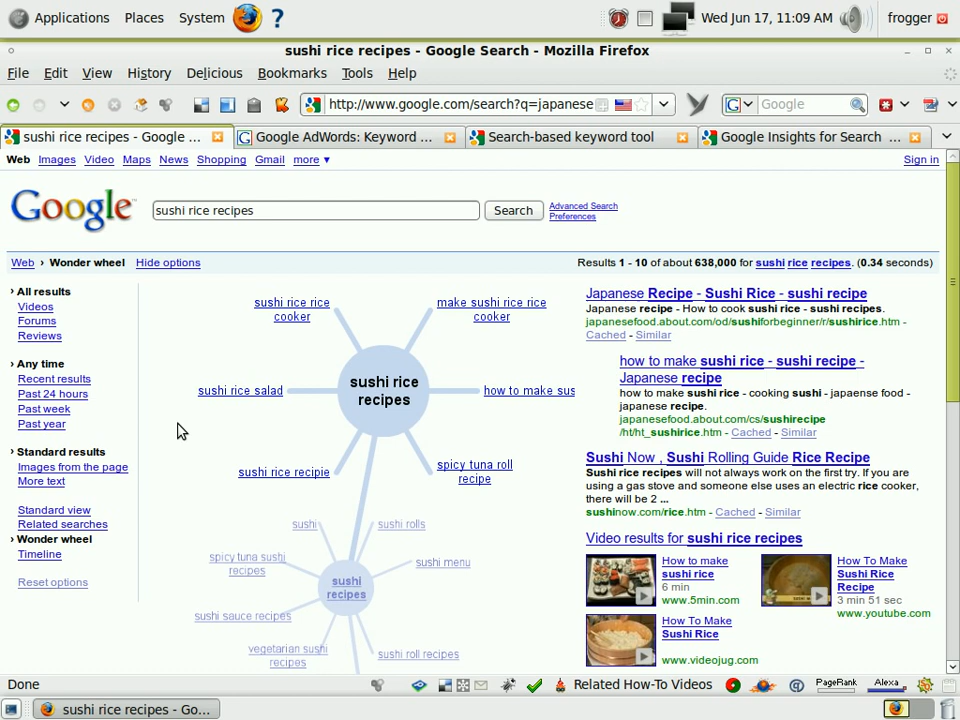 Applications Places System Wed Jun 17, 11:09 AM frogger
sushi rice recipes - Google Search - Mozilla Firefox
File Edit View History Delicious Bookmarks Tools Help
http://www.google.com/search?q=japanese Google
sushi rice recipes - Google ... Google AdWords: Keyword ... Search-based keyword tool Google Insights for Search ...
Web Images Video Maps News Shopping Gmail more ▼ Sign in
Google sushi rice recipes Search Advanced Search
Preferences
Web › Wonder wheel Hide options Results 1 - 10 of about 638,000 for sushi rice recipes. (0.34 seconds)
› All results
Videos
Forums
Reviews
› Any time
Recent results
Past 24 hours
Past week
Past year
› Standard results
Images from the page
More text
Standard view
Related searches
› Wonder wheel
Timeline
Reset options
sushi rice rice
cooker
make sushi rice rice
cooker
sushi rice salad
sushi rice
recipes
how to make sus
sushi rice recipie
spicy tuna roll
recipe
sushi
sushi rolls
spicy tuna sushi
recipes
sushi menu
sushi
recipes
sushi sauce recipes
vegetarian sushi
recipes
sushi roll recipes
Japanese Recipe - Sushi Rice - sushi recipe
Japanese recipe - How to cook sushi rice - sushi recipes.
japanesefood.about.com/od/sushiforbeginner/r/sushirice.htm -
Cached - Similar
how to make sushi rice - sushi recipe -
Japanese recipe
how to make sushi rice - cooking sushi - japaense food -
japanese recipe.
japanesefood.about.com/cs/sushirecipe
/ht/ht_sushirice.htm - Cached - Similar
Sushi Now , Sushi Rolling Guide Rice Recipe
Sushi rice recipes will not always work on the first try. If you are
using a gas stove and someone else uses an electric rice cooker,
there will be 2 ...
sushinow.com/rice.htm - Cached - Similar
Video results for sushi rice recipes
How to make
sushi rice
6 min
www.5min.com
How To Make
Sushi Rice
Recipe
3 min 51 sec
www.youtube.com
How To Make
Sushi Rice
www.videojug.com
Done Related How-To Videos PageRank Alexa
sushi rice recipes - Go...